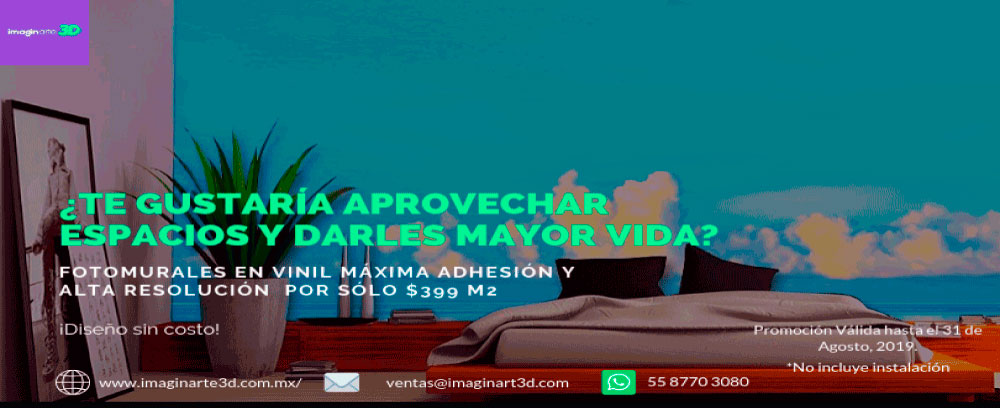 imaginarte 3D
¿TE GUSTARÍA APROVECHAR
ESPACIOS Y DARLES MAYOR VIDA?
FOTOMURALES EN VINIL MÁXIMA ADHESIÓN Y
ALTA RESOLUCIÓN POR SÓLO $399 M2
¡Diseño sin costo!
Promoción Válida hasta el 31 de
Agosto, 2019.
*No incluye instalación
www.imaginarte3d.com.mx/
ventas@imaginart3d.com
55 8770 3080